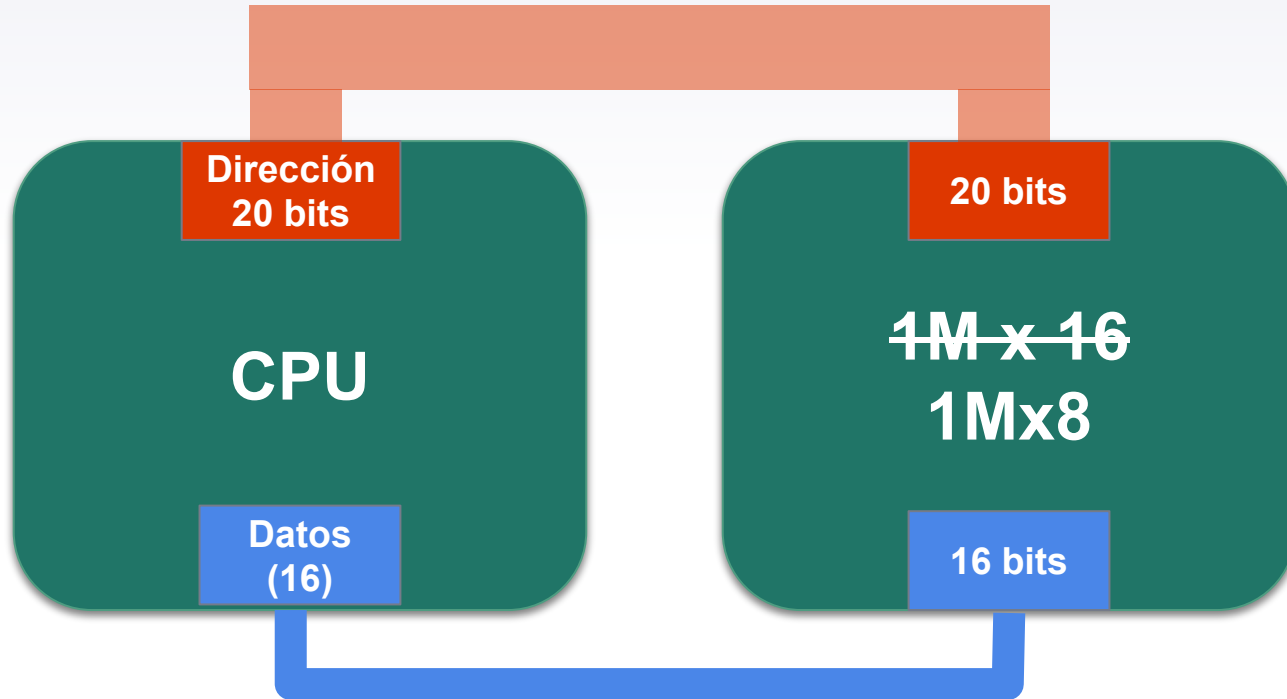 Dirección
20 bits
20 bits
CPU
1M x 16
1Mx8
Datos
(16)
16 bits